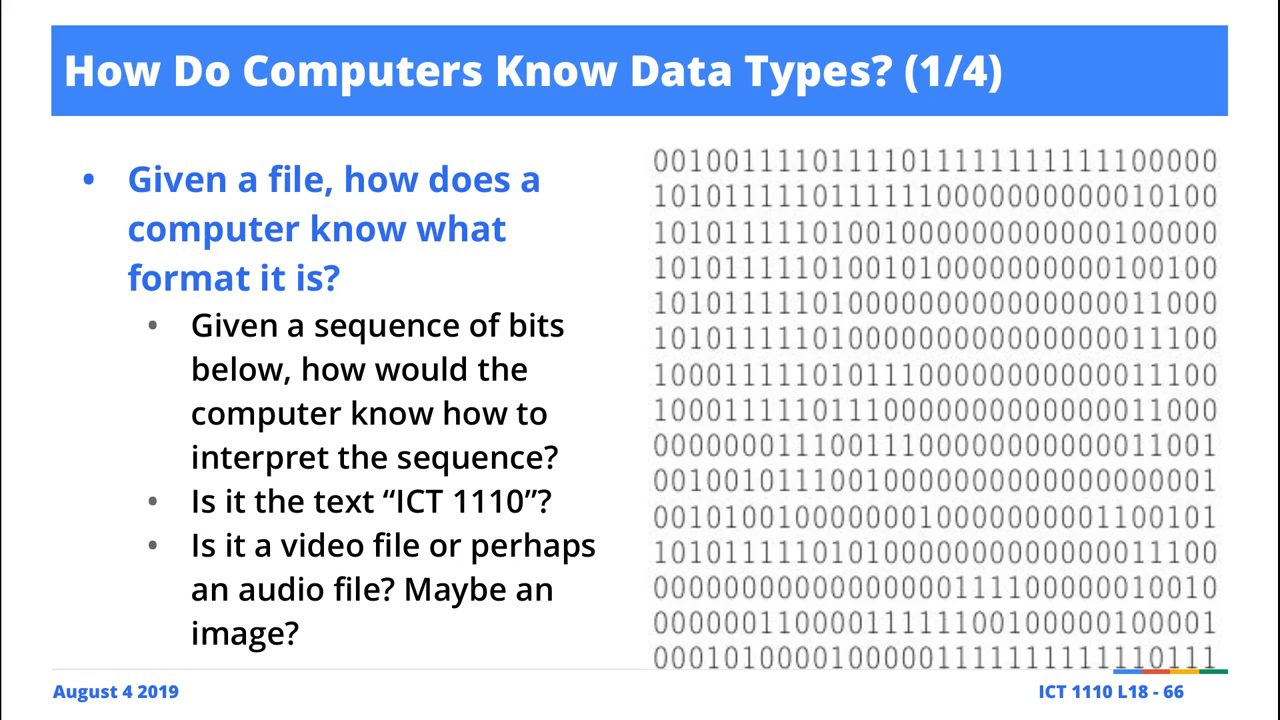 How Do Computers Know Data Types? (1/4)
• Given a file, how does a
computer know what
format it is?
• Given a sequence of bits
below, how would the
computer know how to
interpret the sequence?
• Is it the text “ICT 1110”?
• Is it a video file or perhaps
an audio file? Maybe an
image?
00100111101111011111111111100000
10101111101111110000000000010100
10101111101001000000000000100000
10101111101001010000000000100100
10101111101000000000000000011000
10101111101000000000000000011100
10001111101011100000000000011100
10001111101110000000000000011000
00000001110011100000000000011001
00100101110010000000000000000001
00101001000000010000000001100101
10101111101010000000000000011100
00000000000000000111100000010010
00000011000011111100100000100001
00010100001000001111111111110111
August 4 2019
ICT 1110 L18 - 66